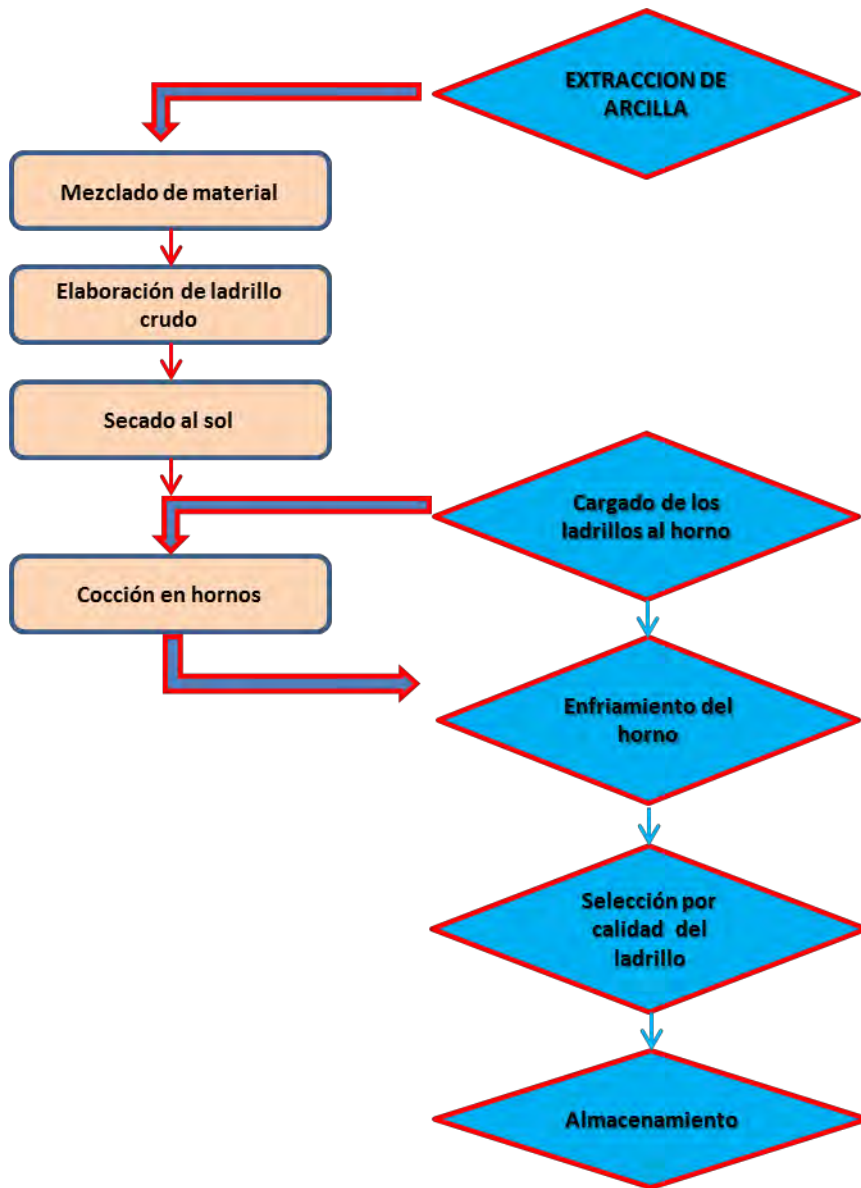 EXTRACCION DE
ARCILLA
Mezclado de material
Elaboración de ladrillo
crudo
Secado al sol
Cargado de los
ladrillos al horno
Cocción en hornos
Enfriamiento del
horno
Selección por
calidad del
ladrillo
Almacenamiento